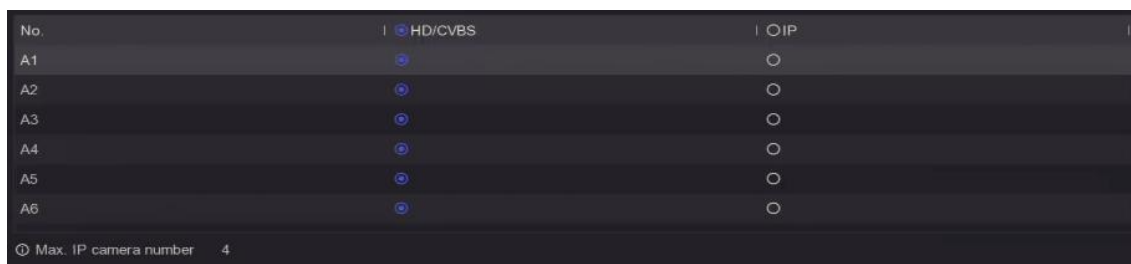 No. HD/CVBS IP
A1
A2
A3
A4
A5
A6
Max. IP camera number 4